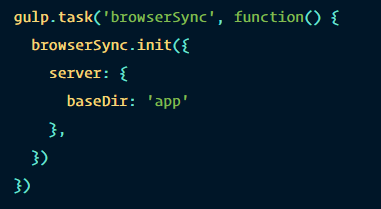 gulp.task('browserSync', function() {
  browserSync.init({
    server: {
      baseDir: 'app'
    },
  })
})